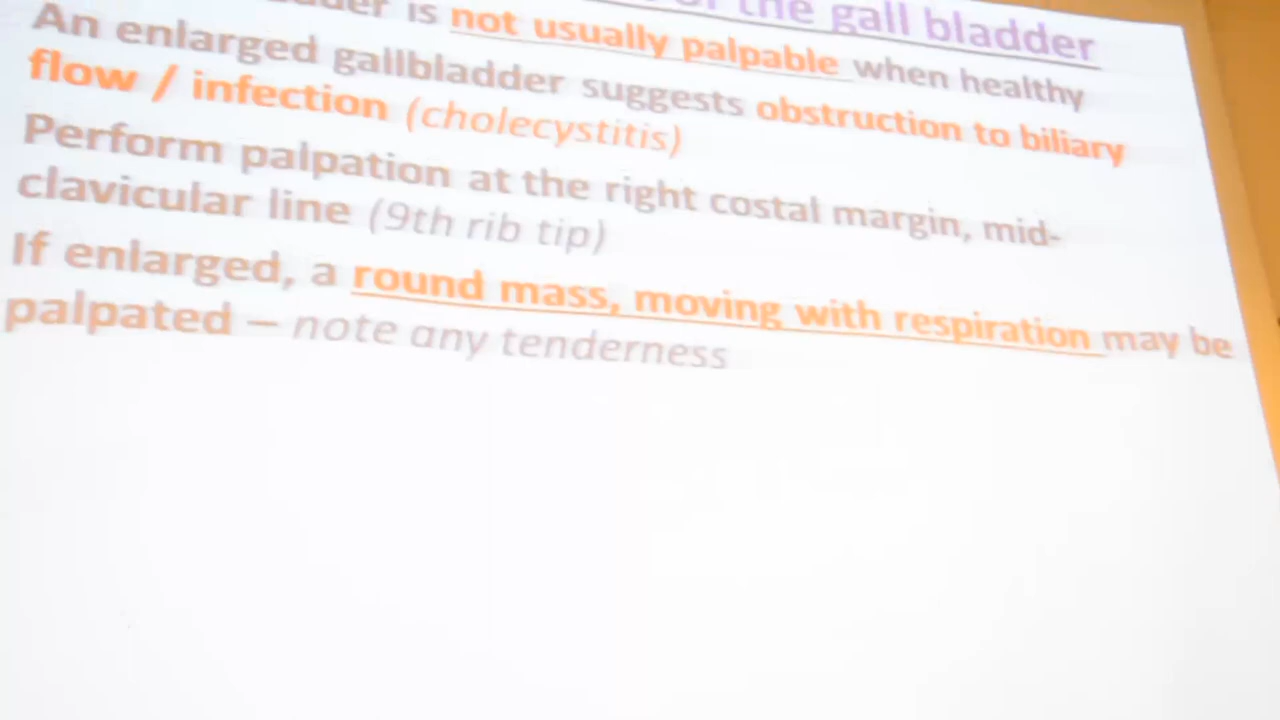 the gall bladder
is not usually palpable when healthy
An enlarged gallbladder suggests obstruction to biliary
flow / infection (cholecystitis)
Perform palpation at the right costal margin, mid-
clavicular line (9th rib tip)
If enlarged, a round mass, moving with respiration may be
palpated – note any tenderness